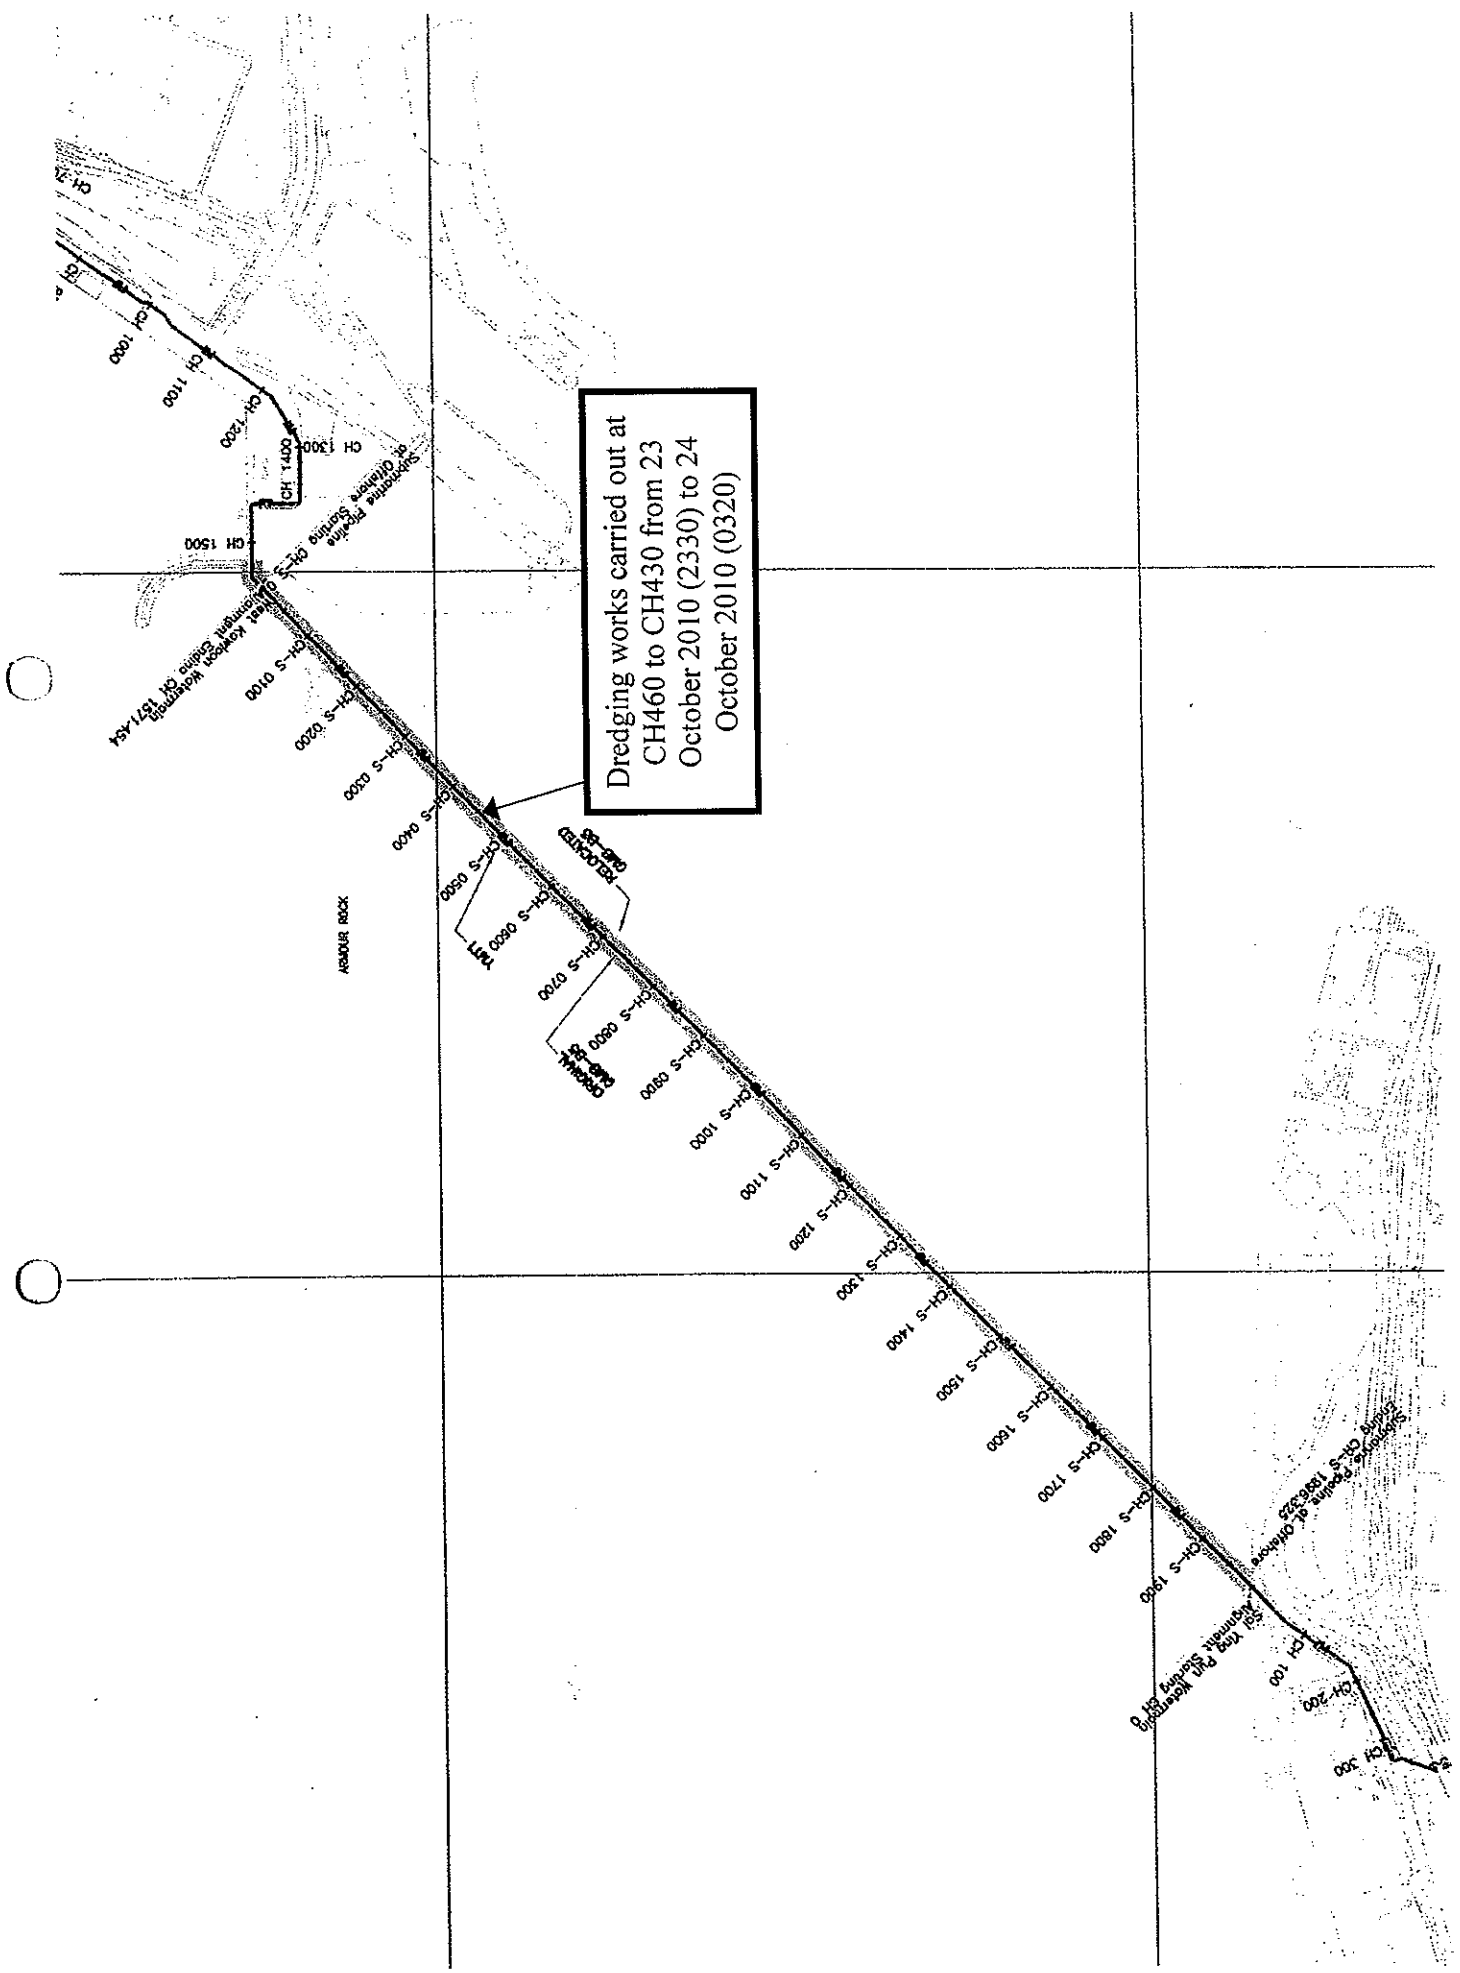 Dredging works carried out at
CH460 to CH430 from 23
October 2010 (2330) to 24
October 2010 (0320)
CH 1000
CH 1100
CH 1200
CH 1300
CH 1400
CH 1500
Submarine Pipeline
at Offshore Starting CH-S 0
West Kowloon Watermain
Alignment Ending CH 1571.454
CH-S 0100
CH-S 0200
CH-S 0300
CH-S 0400
CH-S 0500
CH-S 0600
CH-S 0700
CH-S 0800
CH-S 0900
CH-S 1000
CH-S 1100
CH-S 1200
CH-S 1300
CH-S 1400
CH-S 1500
CH-S 1600
CH-S 1700
CH-S 1800
CH-S 1900
ARMOUR ROCK
RELOCATED
ORIGINAL
Submarine Pipeline at Offshore
Ending CH-S 1896.325
Sai Ying Pun Watermain
Alignment Starting CH 0
CH 100
CH 200
CH 300